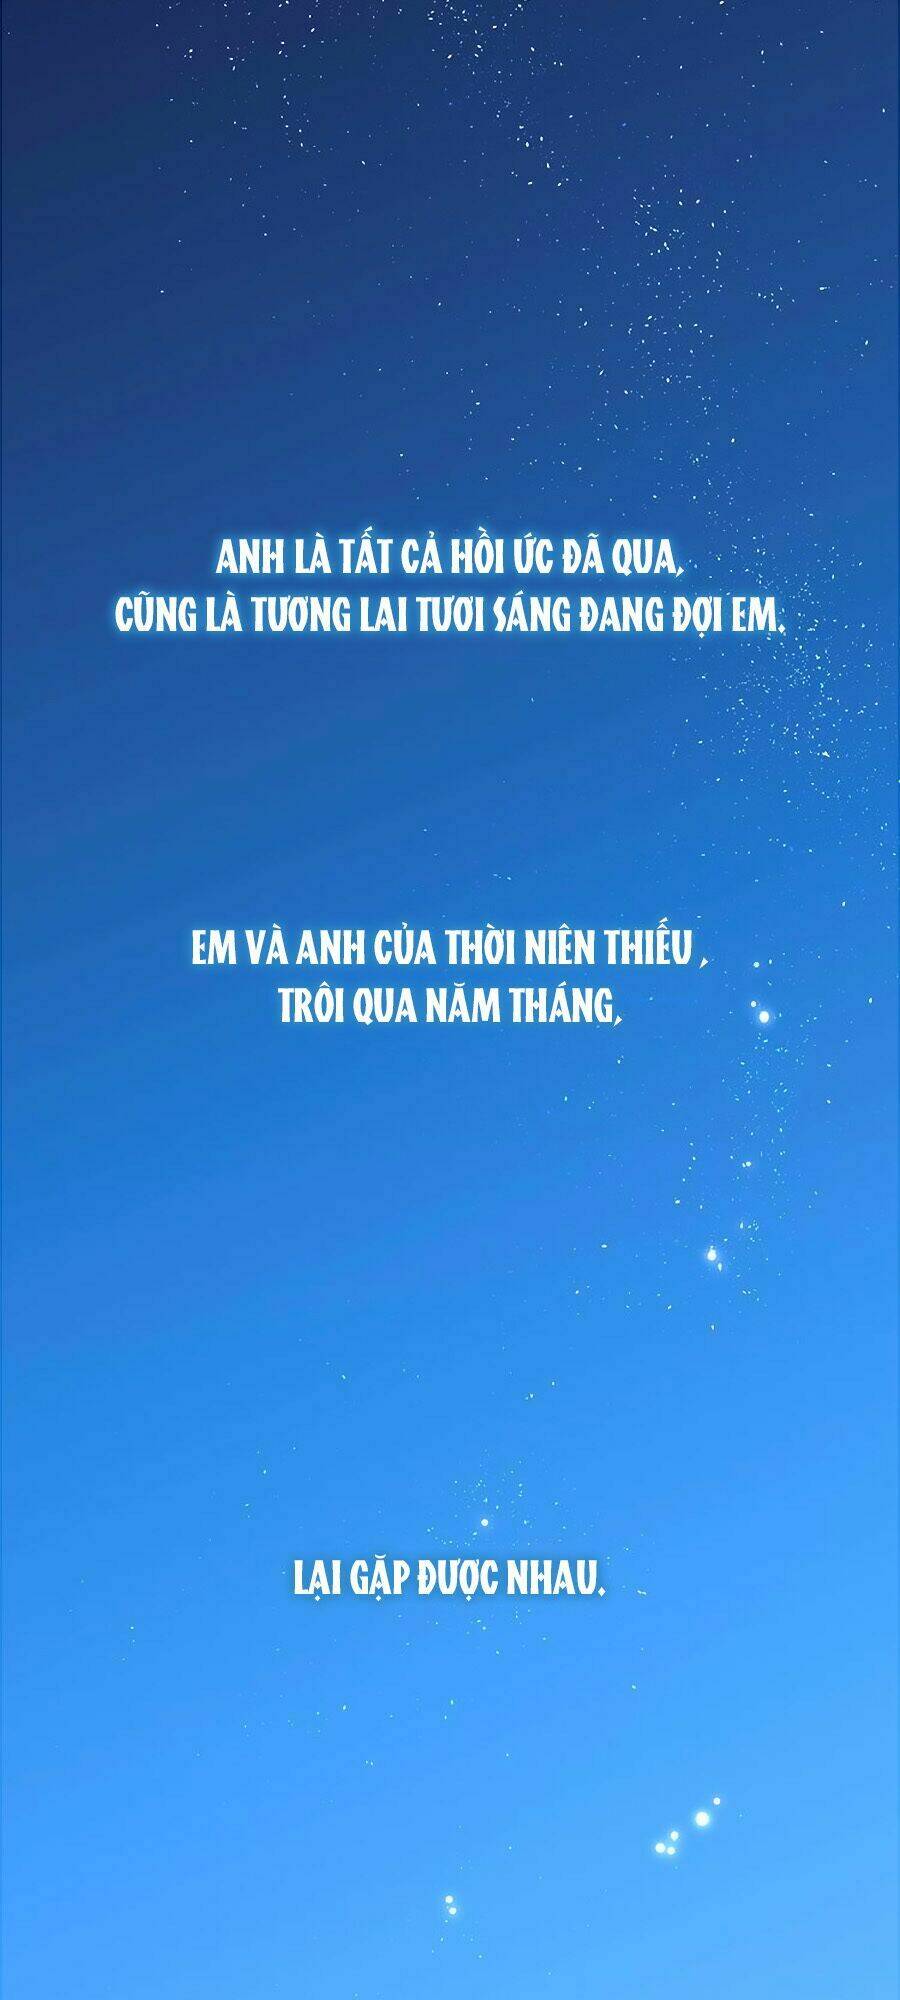 ANH LÀ TẤT CẢ HỒI ỨC ĐÃ QUA,
CŨNG LÀ TƯƠNG LAI TƯƠI SÁNG ĐANG ĐỢI EM.
EM VÀ ANH CỦA THỜI NIÊN THIẾU ,
TRÔI QUA NĂM THÁNG,
LẠI GẶP ĐƯỢC NHAU.